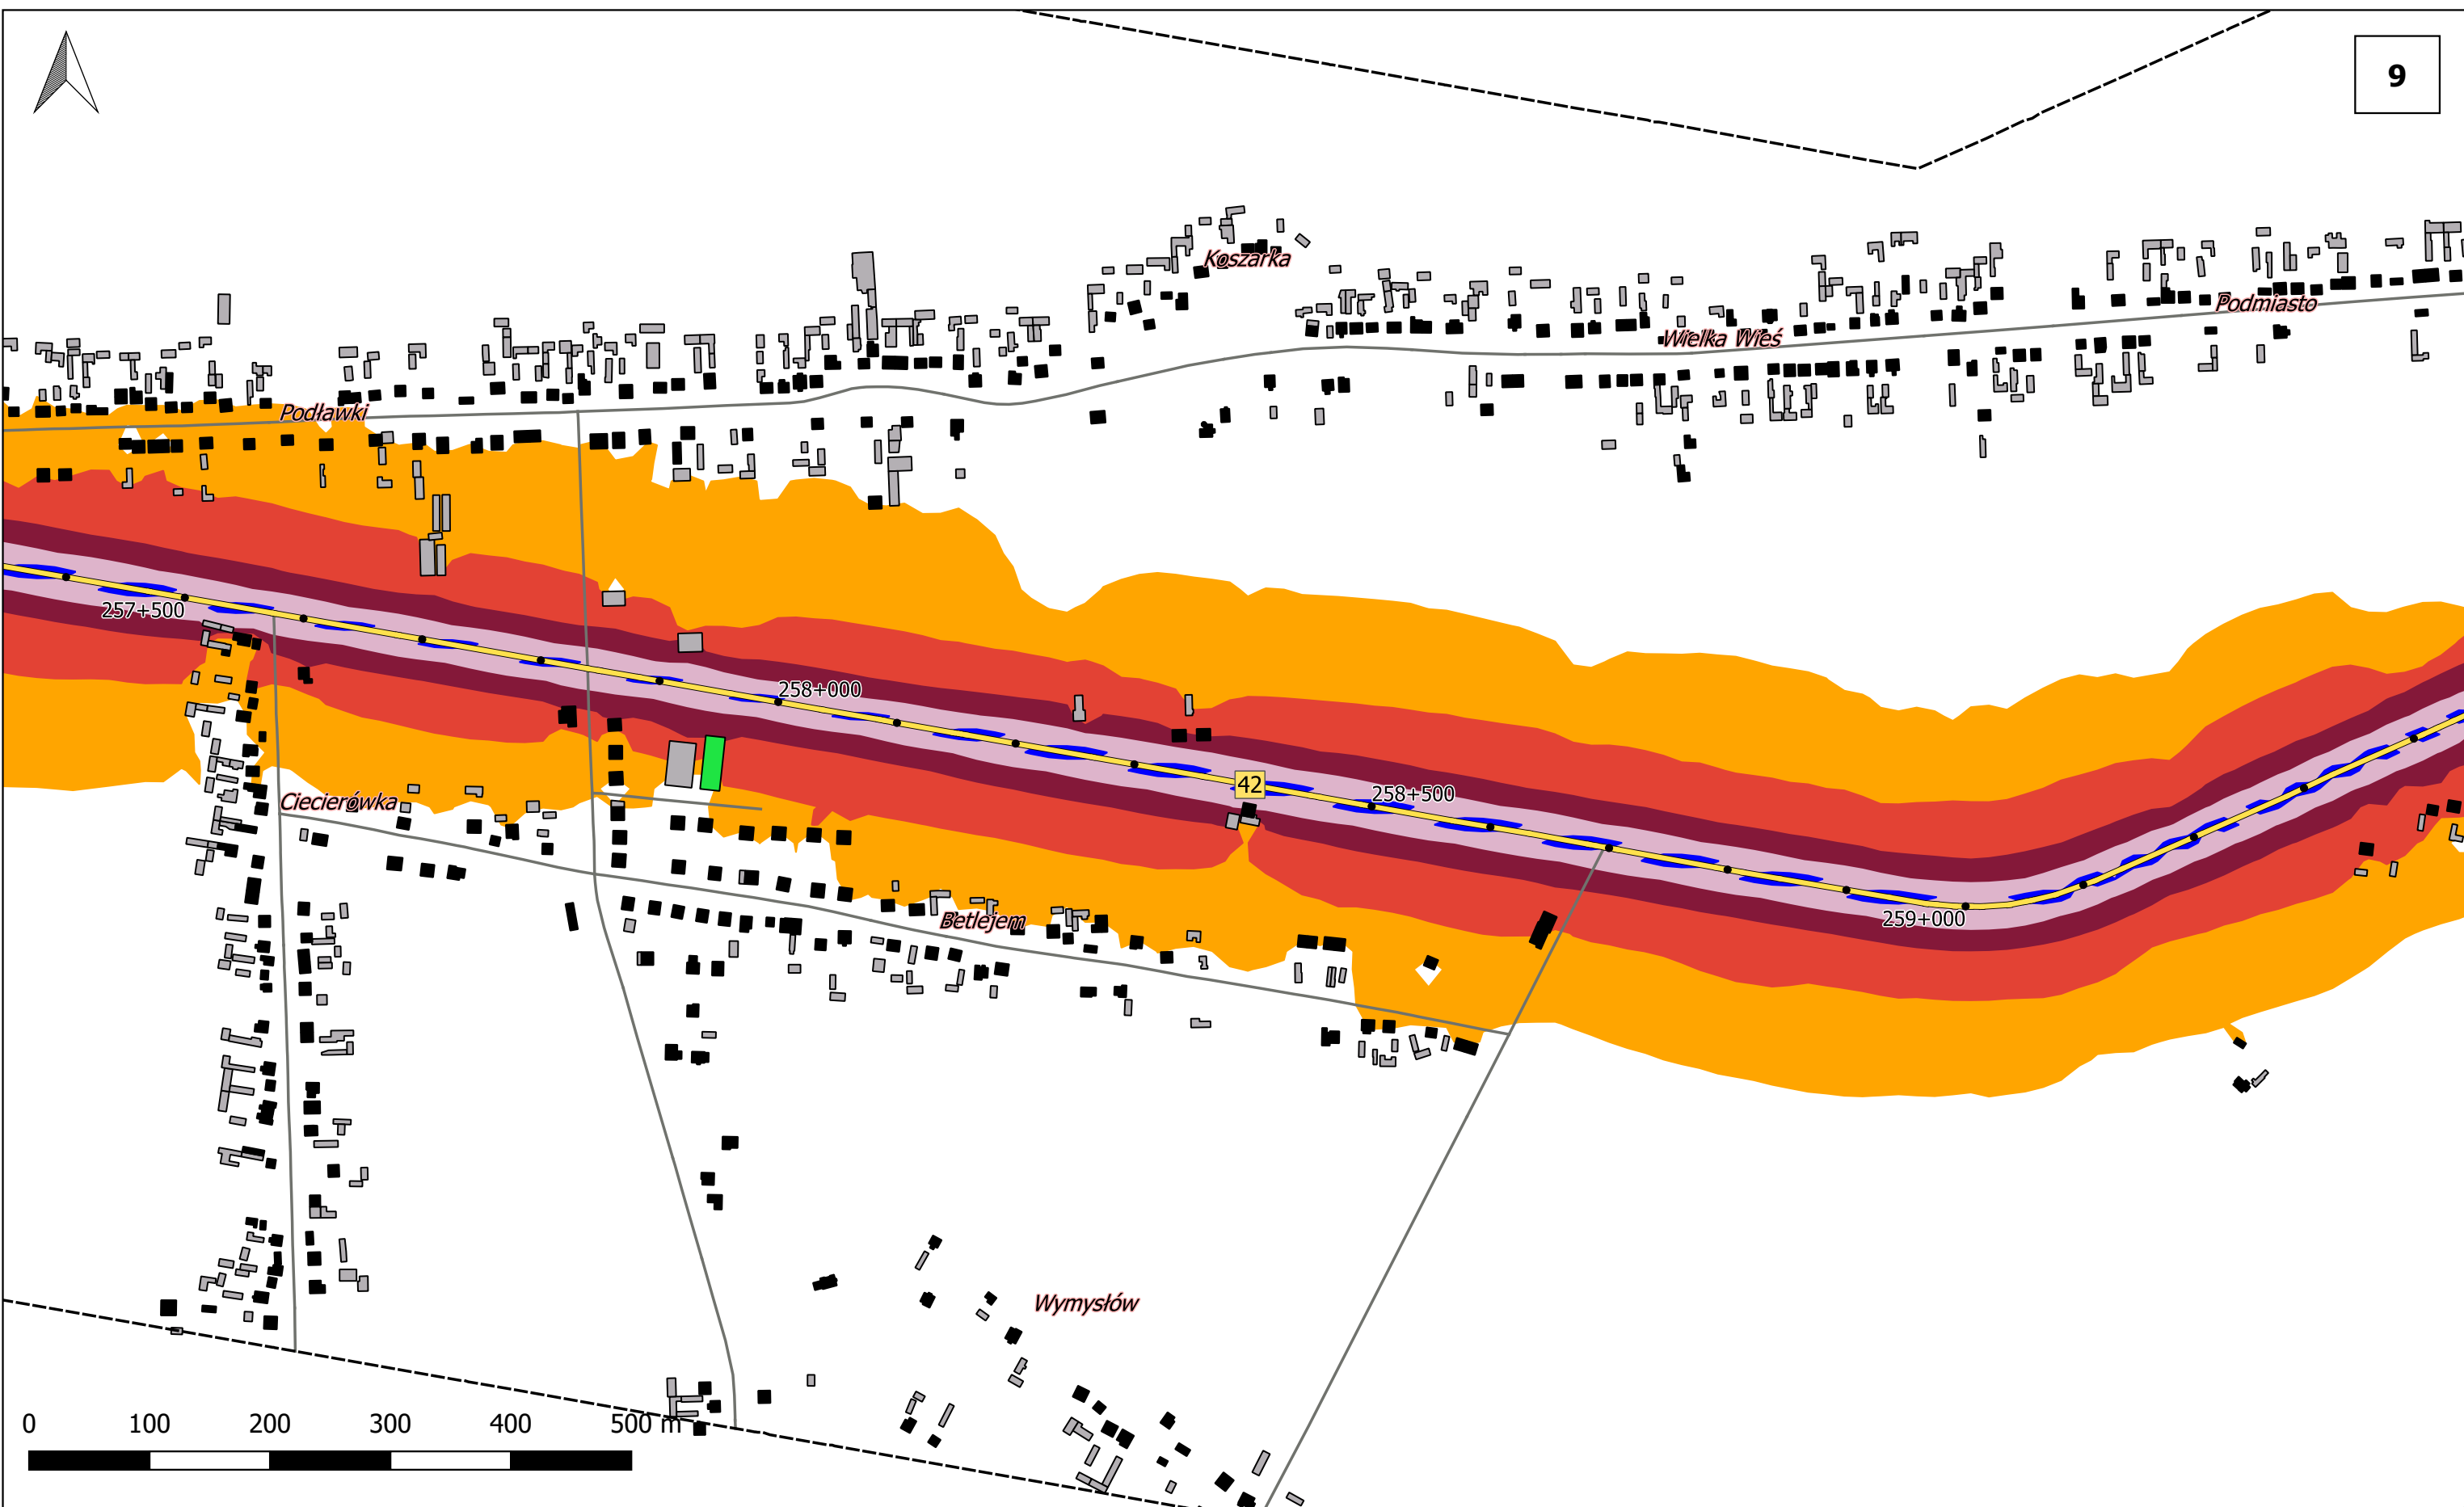 9
Koszarka
Podmiasto
Wielka Wieś
Podławki
257+500
258+000
42
258+500
Ciecierówka
259+000
Betlejem
Wymysłów
0 100 200 300 400 500 m